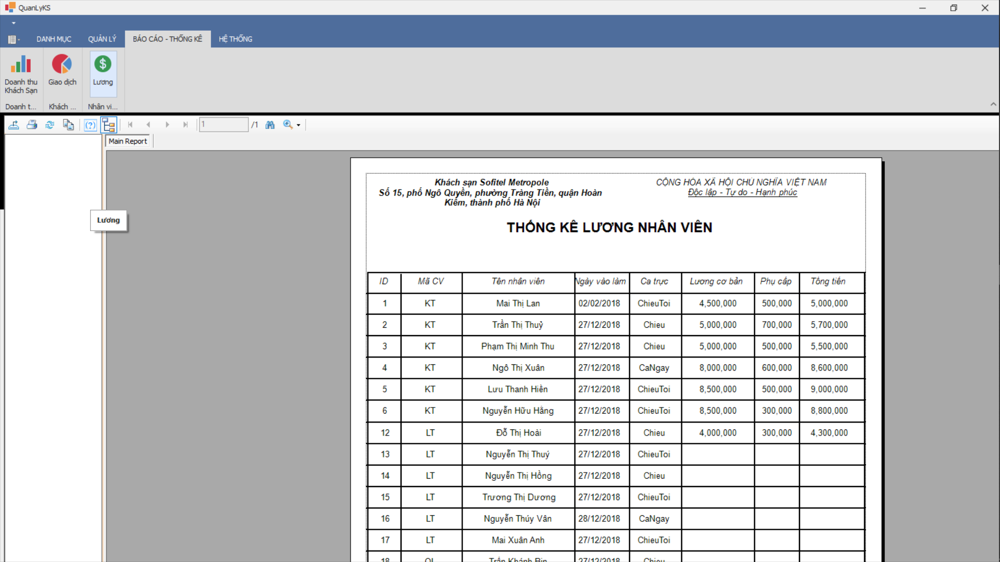 QuanLyKS
DANH MỤC QUẢN LÝ BÁO CÁO - THỐNG KÊ HỆ THỐNG
Doanh thu Khách Sạn
Giao dịch
Lương
Doanh t... Khách ... Nhân vi...
1 /1
Main Report
Lương
Khách sạn Sofitel Metropole
Số 15, phố Ngô Quyền, phường Tràng Tiền, quận Hoàn
Kiếm, thành phố Hà Nội
CỘNG HÒA XÃ HỘI CHỦ NGHĨA VIỆT NAM
Độc lập - Tự do - Hạnh phúc
THỐNG KÊ LƯƠNG NHÂN VIÊN
ID Mã CV Tên nhân viên Ngày vào làm Ca trực Lương cơ bản Phụ cấp Tổng tiền
1 KT Mai Thị Lan 02/02/2018 ChieuToi 4,500,000 500,000 5,000,000
2 KT Trần Thị Thuỷ 27/12/2018 Chieu 5,000,000 700,000 5,700,000
3 KT Phạm Thị Minh Thu 27/12/2018 Chieu 5,000,000 500,000 5,500,000
4 KT Ngô Thị Xuân 27/12/2018 CaNgay 8,000,000 600,000 8,600,000
5 KT Lưu Thanh Hiền 27/12/2018 ChieuToi 8,500,000 500,000 9,000,000
6 KT Nguyễn Hữu Hằng 27/12/2018 ChieuToi 8,500,000 300,000 8,800,000
12 LT Đỗ Thị Hoài 27/12/2018 Chieu 4,000,000 300,000 4,300,000
13 LT Nguyễn Thị Thuý 27/12/2018 ChieuToi
14 LT Nguyễn Thị Hồng 27/12/2018 Chieu
15 LT Trương Thị Dương 27/12/2018 ChieuToi
16 LT Nguyễn Thúy Vân 28/12/2018 CaNgay
17 LT Mai Xuân Anh 27/12/2018 ChieuToi
18 QL Trần Khánh Bin 27/12/2018 Chieu